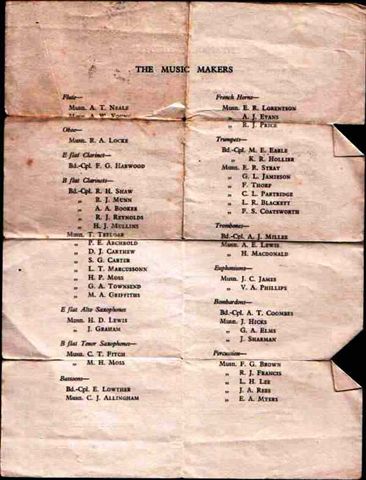 THE MUSIC MAKERS
Flute—
Musn. A. T. NEALE
Musn. A. W. YOUNG
Oboe—
Musn. R. A. LOCKE
E flat Clarinet—
Bd.-Cpl. F. G. HARWOOD
B flat Clarinets—
Bd.-Cpl. R. H. SHAW
„ R. J. MUNN
„ A. A. BOOKER
„ R. J. REYNOLDS
„ H. J. MULLINS
Musn. T.
„ P. E. ARCHBOLD
„ D. J. CARTHEW
„ S. G. CARTER
„ L. T. MARCUSSONN
„ H. P. MOSS
„ G. A. TOWNSEND
„ M. A. GRIFFITHS
E flat Alto Saxophones
Musn. H. D. LEWIS
„ J. GRAHAM
B flat Tenor Saxophones—
Musn. C. T. FITCH
„ M. H. MOSS
Bassoons—
Bd.-Cpl. E. LOWTHER
Musn. C. J. ALLINGHAM
French Horns—
Musn. E. R. LORENTSON
„ A. J. EVANS
„ R. J. PRICE
Trumpets—
Bd.-Cpl. M. E. EARLE
„ K. R. HOLLIER
Musn. E. R. STRAY
„ G. L. JAMIESON
„ F. THORP
„ C. L. PARTRIDGE
„ L. R. BLACKETT
„ F. S. COATSWORTH
Trombones—
Bd.-Cpl. A. J. MILLER
Musn. A. E. LEWIS
„ H. MACDONALD
Euphoniums—
Musn. J. C. JAMES
„ V. A. PHILLIPS
Bombardons—
Bd.-Cpl. A. T. COOMBES
Musn. J. HICKS
„ G. A. ELMS
„ J. SHARMAN
Percussion—
Musn. F. G. BROWN
„ R. J. FRANCIS
„ L. H. LEE
„ J. A. REES
„ E. A. MYERS